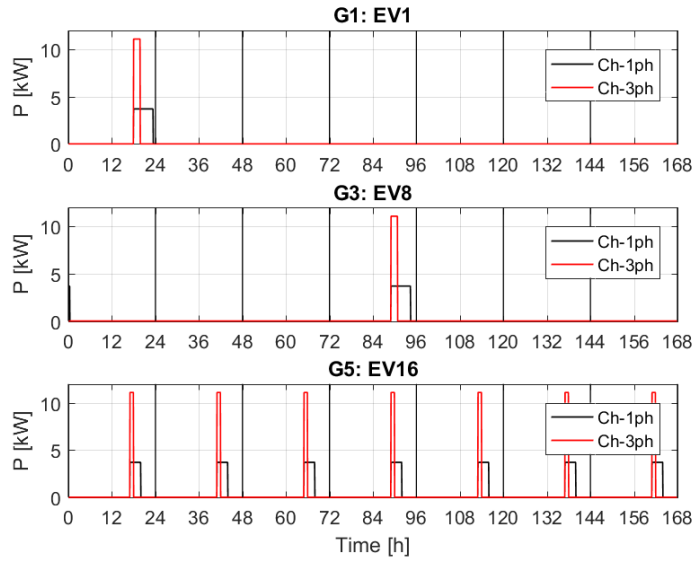 G1: EV1
P [kW]
10
5
0
Ch-1ph
Ch-3ph
0 12 24 36 48 60 72 84 96 108 120 132 144 156 168
G3: EV8
P [kW]
10
5
0
Ch-1ph
Ch-3ph
0 12 24 36 48 60 72 84 96 108 120 132 144 156 168
G5: EV16
P [kW]
10
5
0
Ch-1ph
Ch-3ph
0 12 24 36 48 60 72 84 96 108 120 132 144 156 168
Time [h]